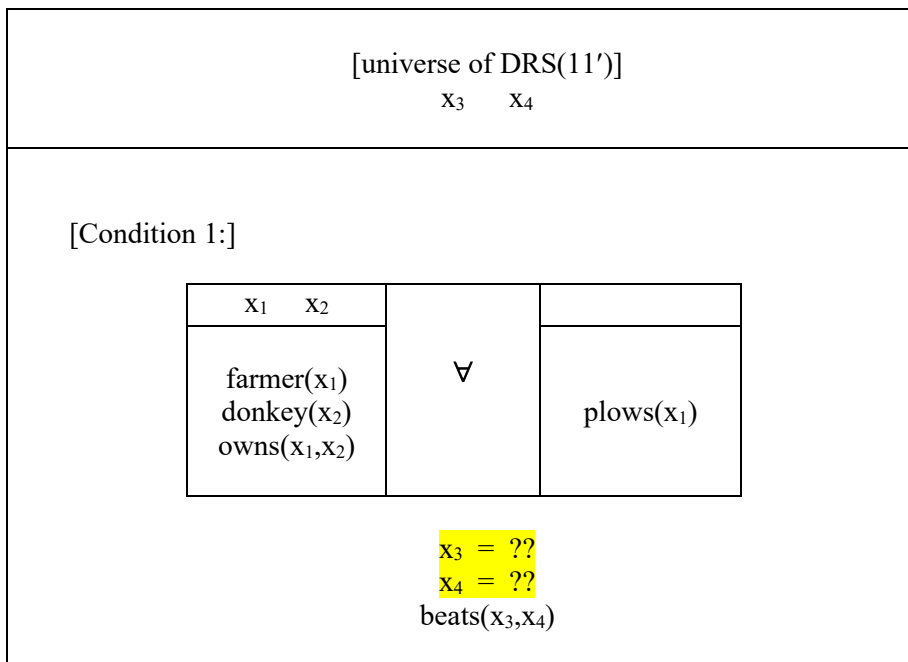 [universe of DRS(11′)]
x₃ x₄
[Condition 1:]
x₁ x₂
farmer(x₁)
donkey(x₂)
owns(x₁,x₂)
∀
plows(x₁)
x₃ = ??
x₄ = ??
beats(x₃,x₄)